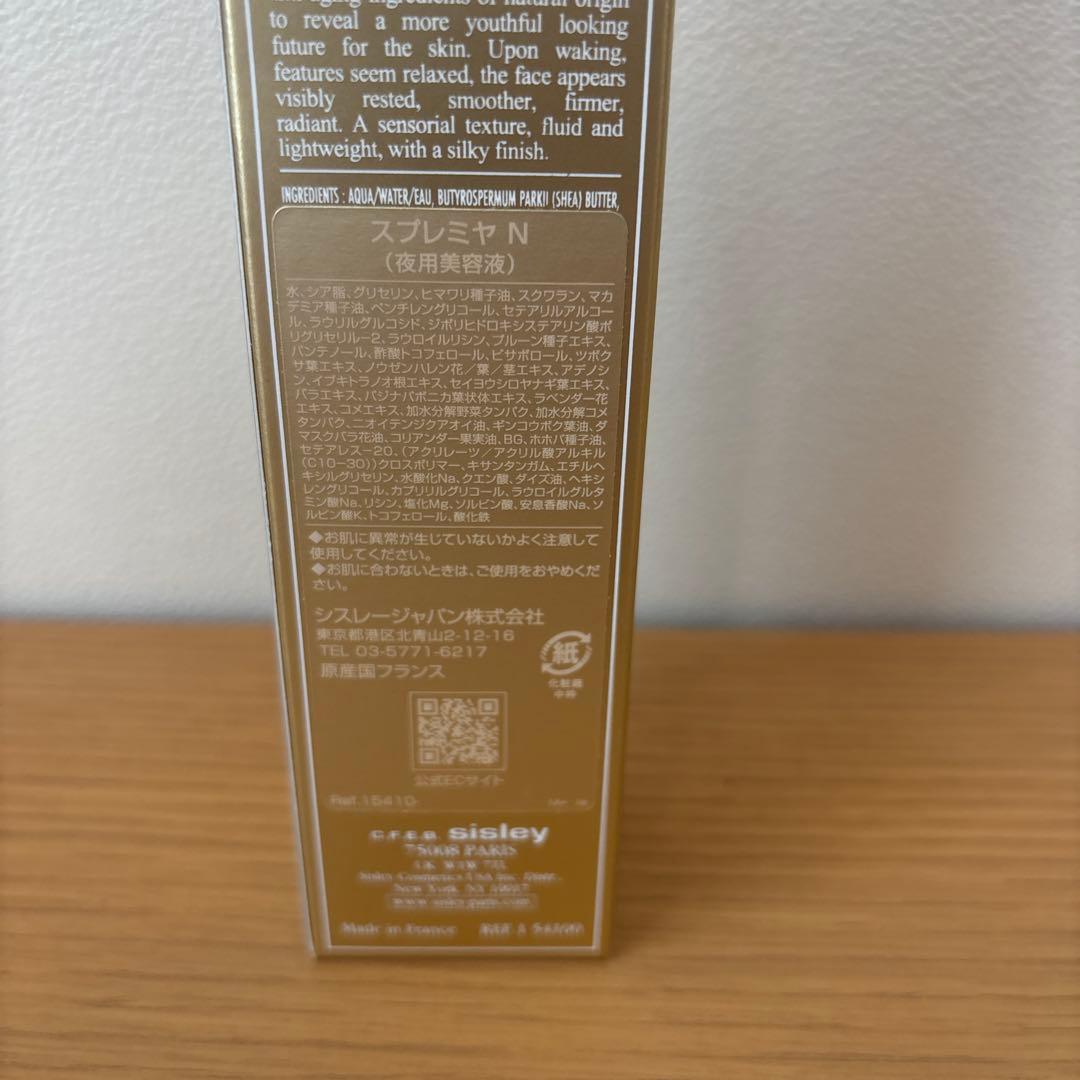 ingredients of natural origin
to reveal a more youthful looking
future for the skin. Upon waking,
features seem relaxed, the face appears
visibly rested, smoother, firmer,
radiant. A sensorial texture, fluid and
lightweight, with a silky finish.
INGREDIENTS : AQUA/WATER/EAU, BUTYROSPERMUM PARKII (SHEA) BUTTER,
スプレミヤ N
（夜用美容液）
水、シア脂、グリセリン、ヒマワリ種子油、スクワラン、マカ
デミア種子油、ペンチレングリコール、セテアリルアルコー
ル、ラウリルグルコシド、ジポリヒドロキシステアリン酸ポ
リグリセリル-2、ラウロイルリシン、プルーン種子エキス、
パンテノール、酢酸トコフェロール、ビサボロール、ツボク
サ葉エキス、ノウゼンハレン花／葉／茎エキス、アデノシ
ン、イブキトラノオ根エキス、セイヨウシロヤナギ葉エキス、
バラエキス、パジナパボニカ葉状体エキス、ラベンダー花
エキス、コメエキス、加水分解野菜タンパク、加水分解コメ
タンパク、ニオイテンジクアオイ油、ギンコウボク葉油、ダ
マスクバラ花油、コリアンダー果実油、BG、ホホバ種子油、
セテアレス-20、（アクリレーツ／アクリル酸アルキル
(C10-30)）クロスポリマー、キサンタンガム、エチルヘ
キシルグリセリン、水酸化Na、クエン酸、ダイズ油、ヘキシ
レングリコール、カプリリルグリコール、ラウロイルグルタ
ミン酸Na、リシン、塩化Mg、ソルビン酸、安息香酸Na、ソ
ルビン酸K、トコフェロール、酸化鉄
◆お肌に異常が生じていないかよく注意して
使用してください。
◆お肌に合わないときは、ご使用をおやめくだ
さい。
シスレージャパン株式会社
東京都港区北青山2-12-16
TEL 03-5771-6217
原産国フランス
紙
化粧箱
中枠
公式ECサイト
Ref.15410-
C.F.E.B. sisley
75008 PARIS
Sisley Cosmetics USA Inc. Distr.,
New York, NY
www.sisley-paris.com
Made in France